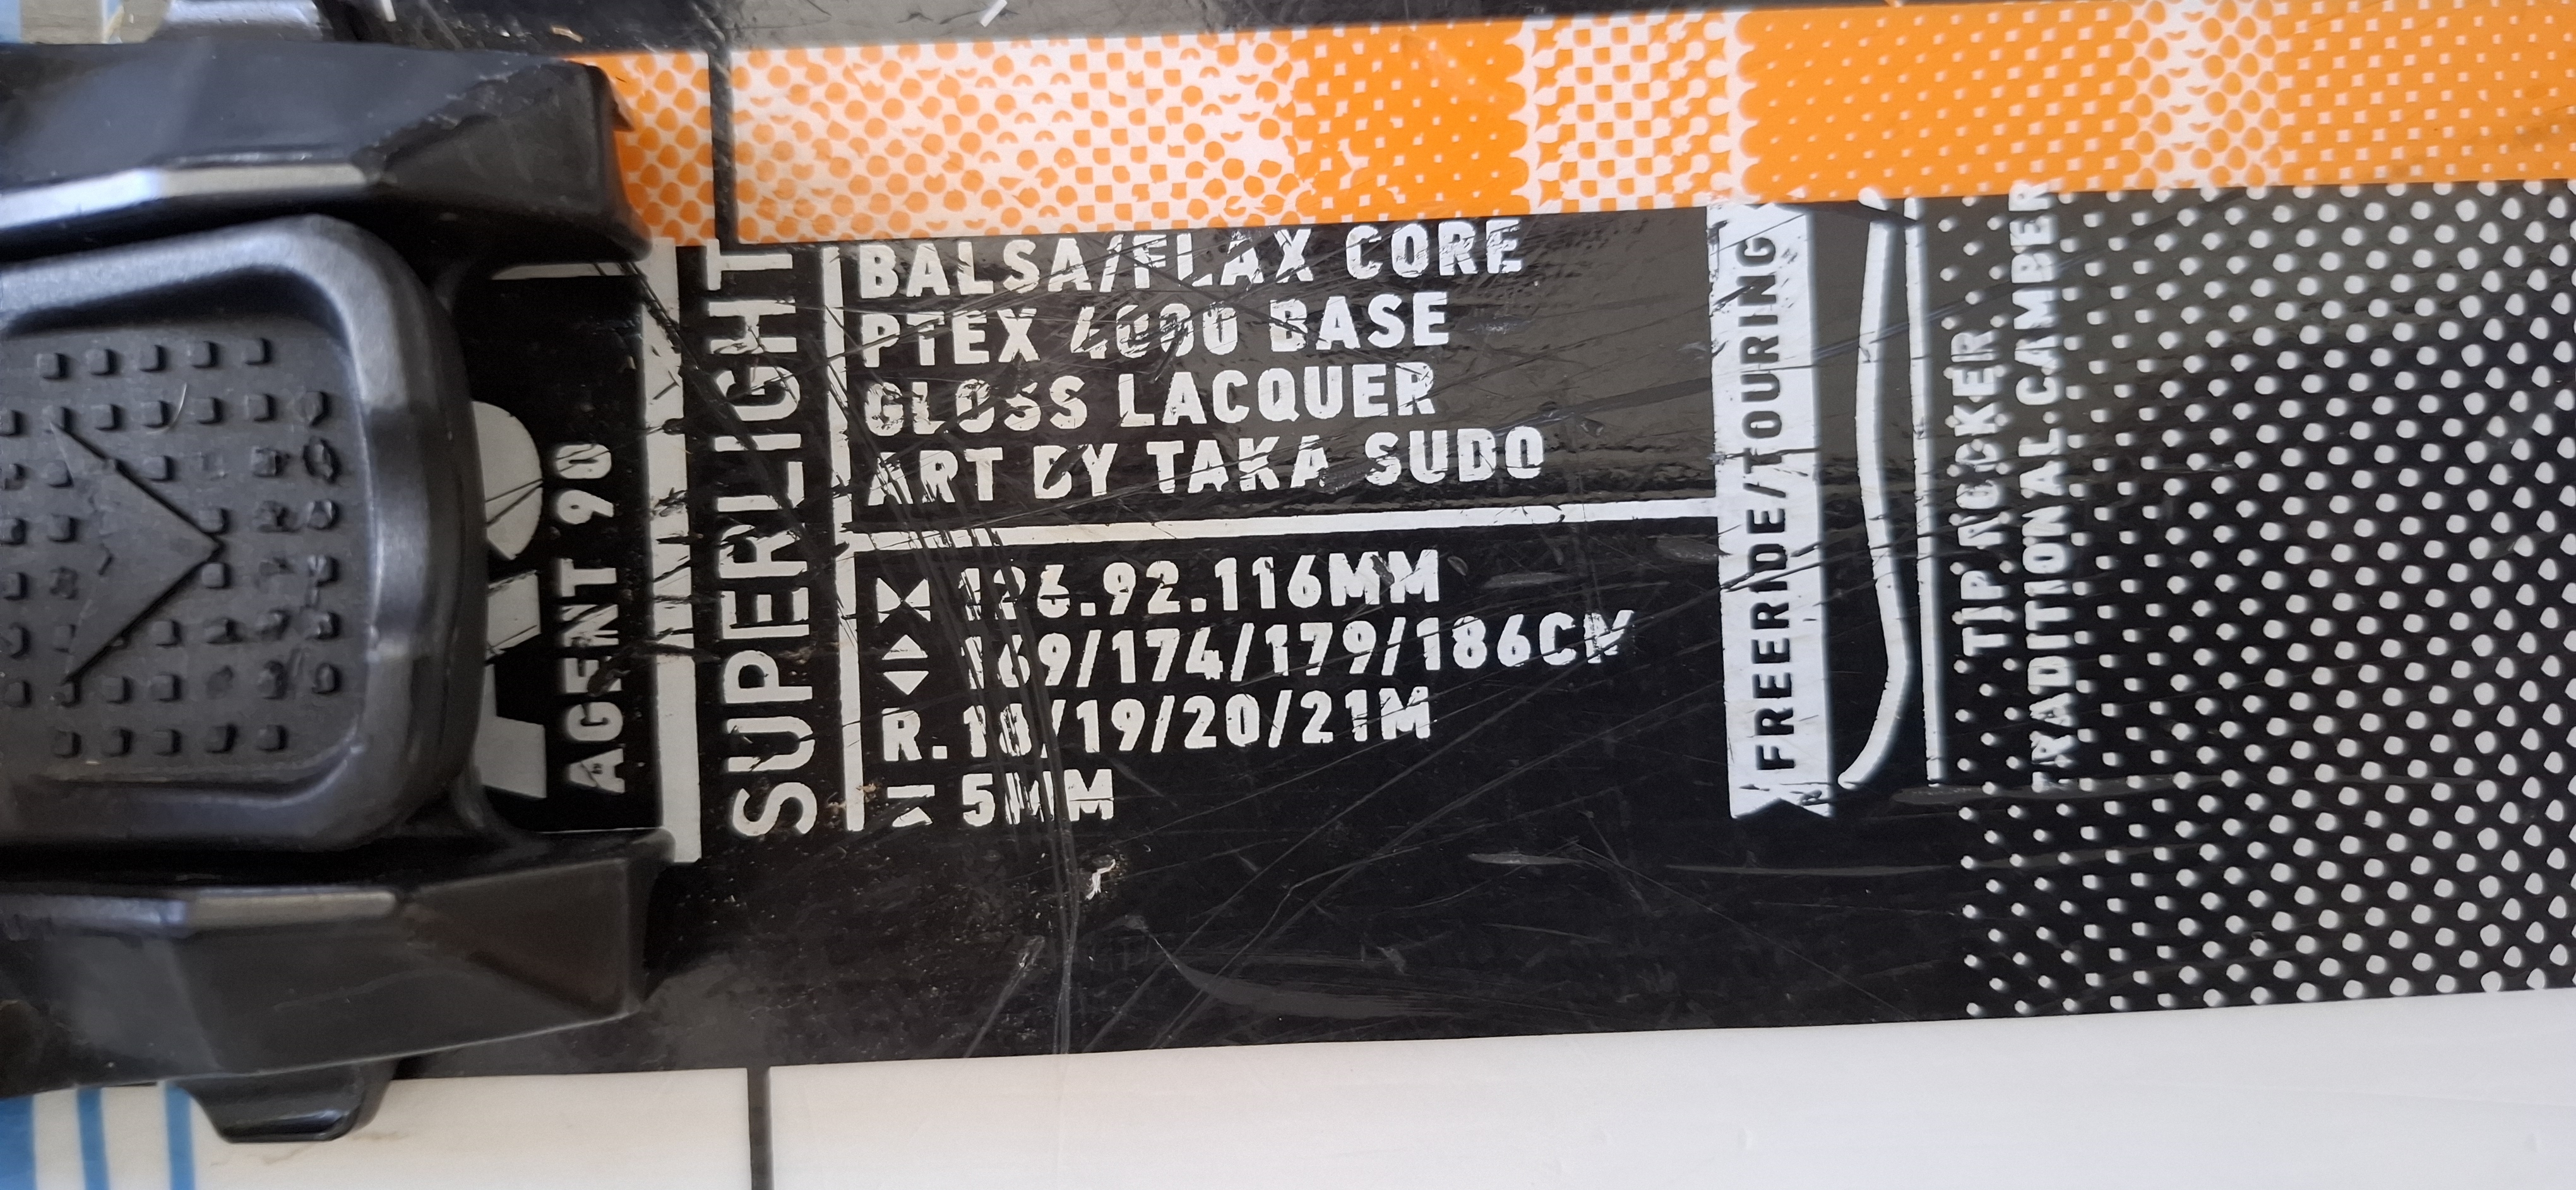 AGENT 90
SUPERLIGHT
BALSA/FLAX CORE
PTEX 4000 BASE
GLOSS LACQUER
ART BY TAKA SUDO
126.92.116MM
169/174/179/186CM
R.18/19/20/21M
5MM
FREERIDE/TOURING
TIP ROCKER
TRADITIONAL CAMBER